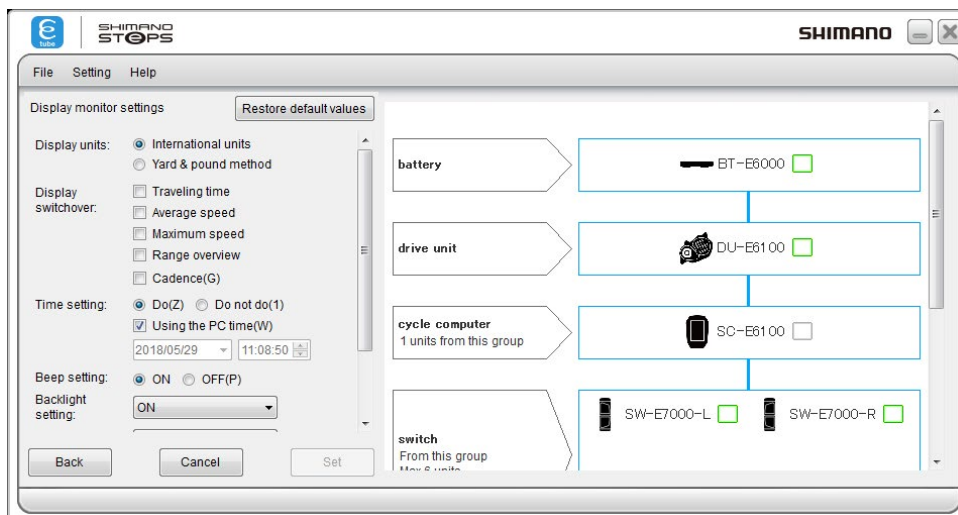 E
tube
SHIMANO
STEPS
SHIMANO
File Setting Help
Display monitor settings
Restore default values
Display units:
International units
Yard & pound method
Display
switchover:
Traveling time
Average speed
Maximum speed
Range overview
Cadence(G)
Time setting:
Do(Z) Do not do(1)
Using the PC time(W)
2018/05/29 11:08:50
Beep setting:
ON OFF(P)
Backlight
setting:
ON
Back Cancel Set
battery
BT-E6000
drive unit
DU-E6100
cycle computer
1 units from this group
SC-E6100
switch
From this group
Max 6 units
SW-E7000-L SW-E7000-R